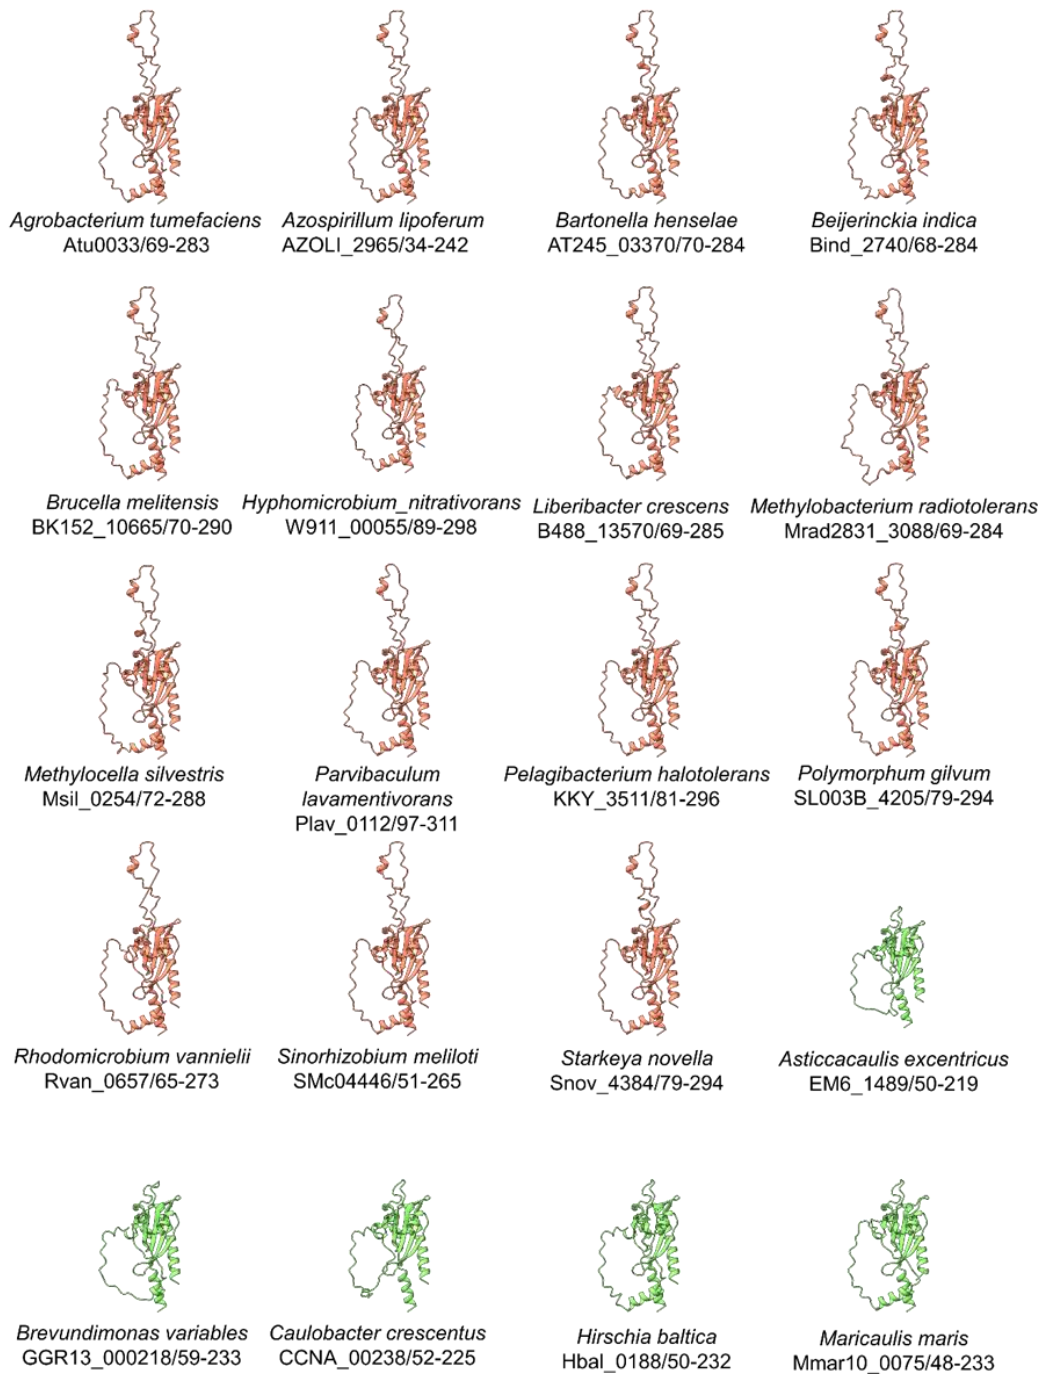 Agrobacterium tumefaciens
Atu0033/69-283
Azospirillum lipoferum
AZOLI_2965/34-242
Bartonella henselae
AT245_03370/70-284
Beijerinckia indica
Bind_2740/68-284
Brucella melitensis
BK152_10665/70-290
Hyphomicrobium_nitrativorans
W911_00055/89-298
Liberibacter crescens
B488_13570/69-285
Methylobacterium radiotolerans
Mrad2831_3088/69-284
Methylocella silvestris
Msil_0254/72-288
Parvibaculum
lavamentivorans
Plav_0112/97-311
Pelagibacterium halotolerans
KKY_3511/81-296
Polymorphum gilvum
SL003B_4205/79-294
Rhodomicrobium vannielii
Rvan_0657/65-273
Sinorhizobium meliloti
SMc04446/51-265
Starkeya novella
Snov_4384/79-294
Asticcacaulis excentricus
EM6_1489/50-219
Brevundimonas variables
GGR13_000218/59-233
Caulobacter crescentus
CCNA_00238/52-225
Hirschia baltica
Hbal_0188/50-232
Maricaulis maris
Mmar10_0075/48-233